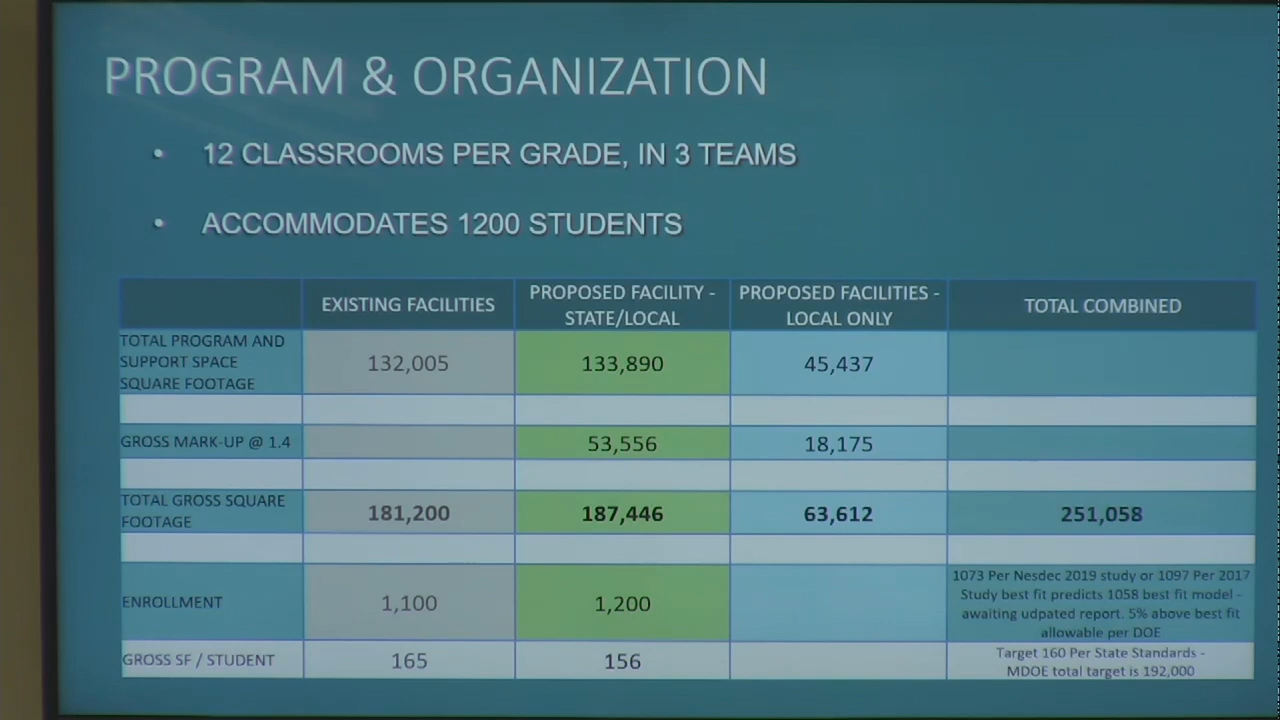 PROGRAM & ORGANIZATION
• 12 CLASSROOMS PER GRADE, IN 3 TEAMS
• ACCOMMODATES 1200 STUDENTS
EXISTING FACILITIES
PROPOSED FACILITY -
STATE/LOCAL
PROPOSED FACILITIES -
LOCAL ONLY
TOTAL COMBINED
TOTAL PROGRAM AND
SUPPORT SPACE
SQUARE FOOTAGE
132,005
133,890
45,437
GROSS MARK-UP @ 1.4
53,556
18,175
TOTAL GROSS SQUARE
FOOTAGE
181,200
187,446
63,612
251,058
ENROLLMENT
1,100
1,200
1073 Per Nesdec 2019 study or 1097 Per 2017
Study best fit predicts 1058 best fit model -
awaiting udpated report. 5% above best fit
allowable per DOE
GROSS SF / STUDENT
165
156
Target 160 Per State Standards -
MDOE total target is 192,000